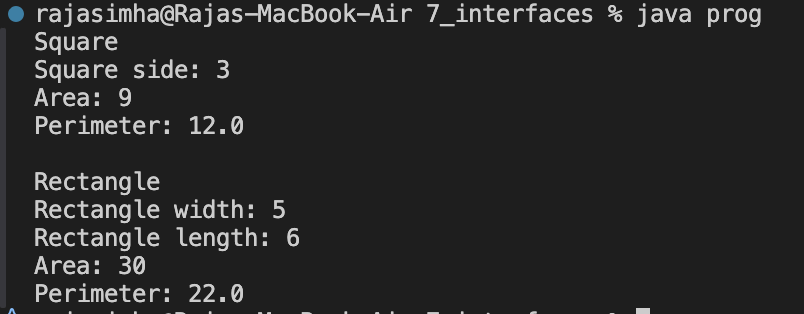 rajasimha@Rajas-MacBook-Air 7_interfaces % java prog
Square
Square side: 3
Area: 9
Perimeter: 12.0
Rectangle
Rectangle width: 5
Rectangle length: 6
Area: 30
Perimeter: 22.0